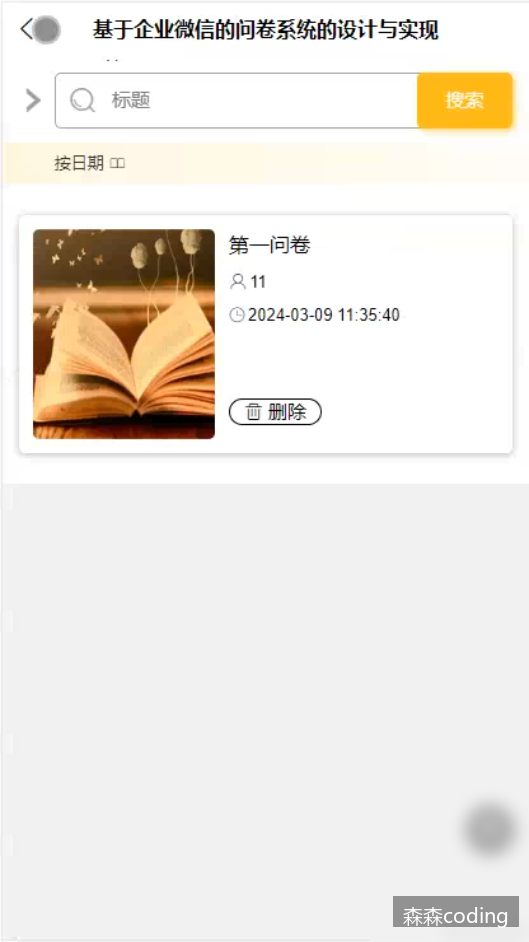 基于企业微信的问卷系统的设计与实现
标题
搜索
按日期
第一问卷
11
2024-03-09 11:35:40
删除
森森coding